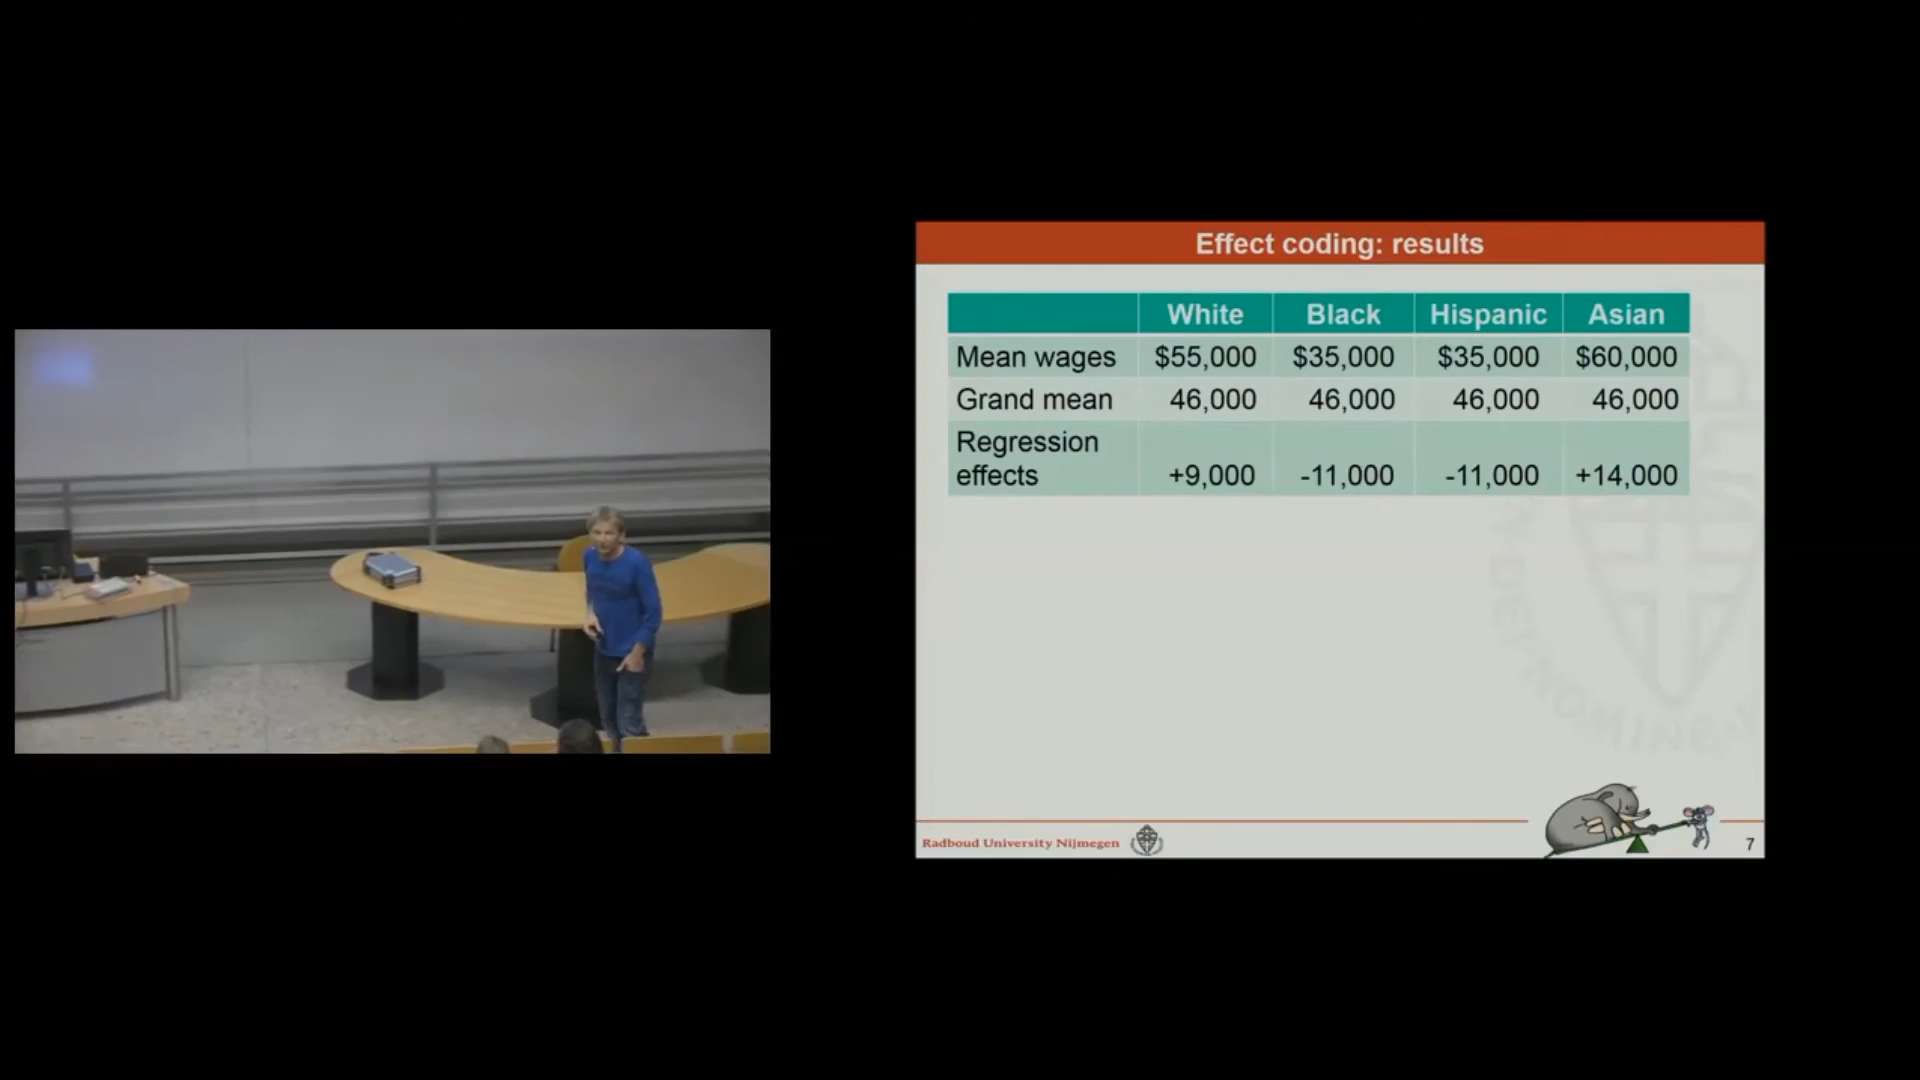 Effect coding: results
White Black Hispanic Asian
Mean wages $55,000 $35,000 $35,000 $60,000
Grand mean 46,000 46,000 46,000 46,000
Regression
effects +9,000 -11,000 -11,000 +14,000
Radboud University Nijmegen
7